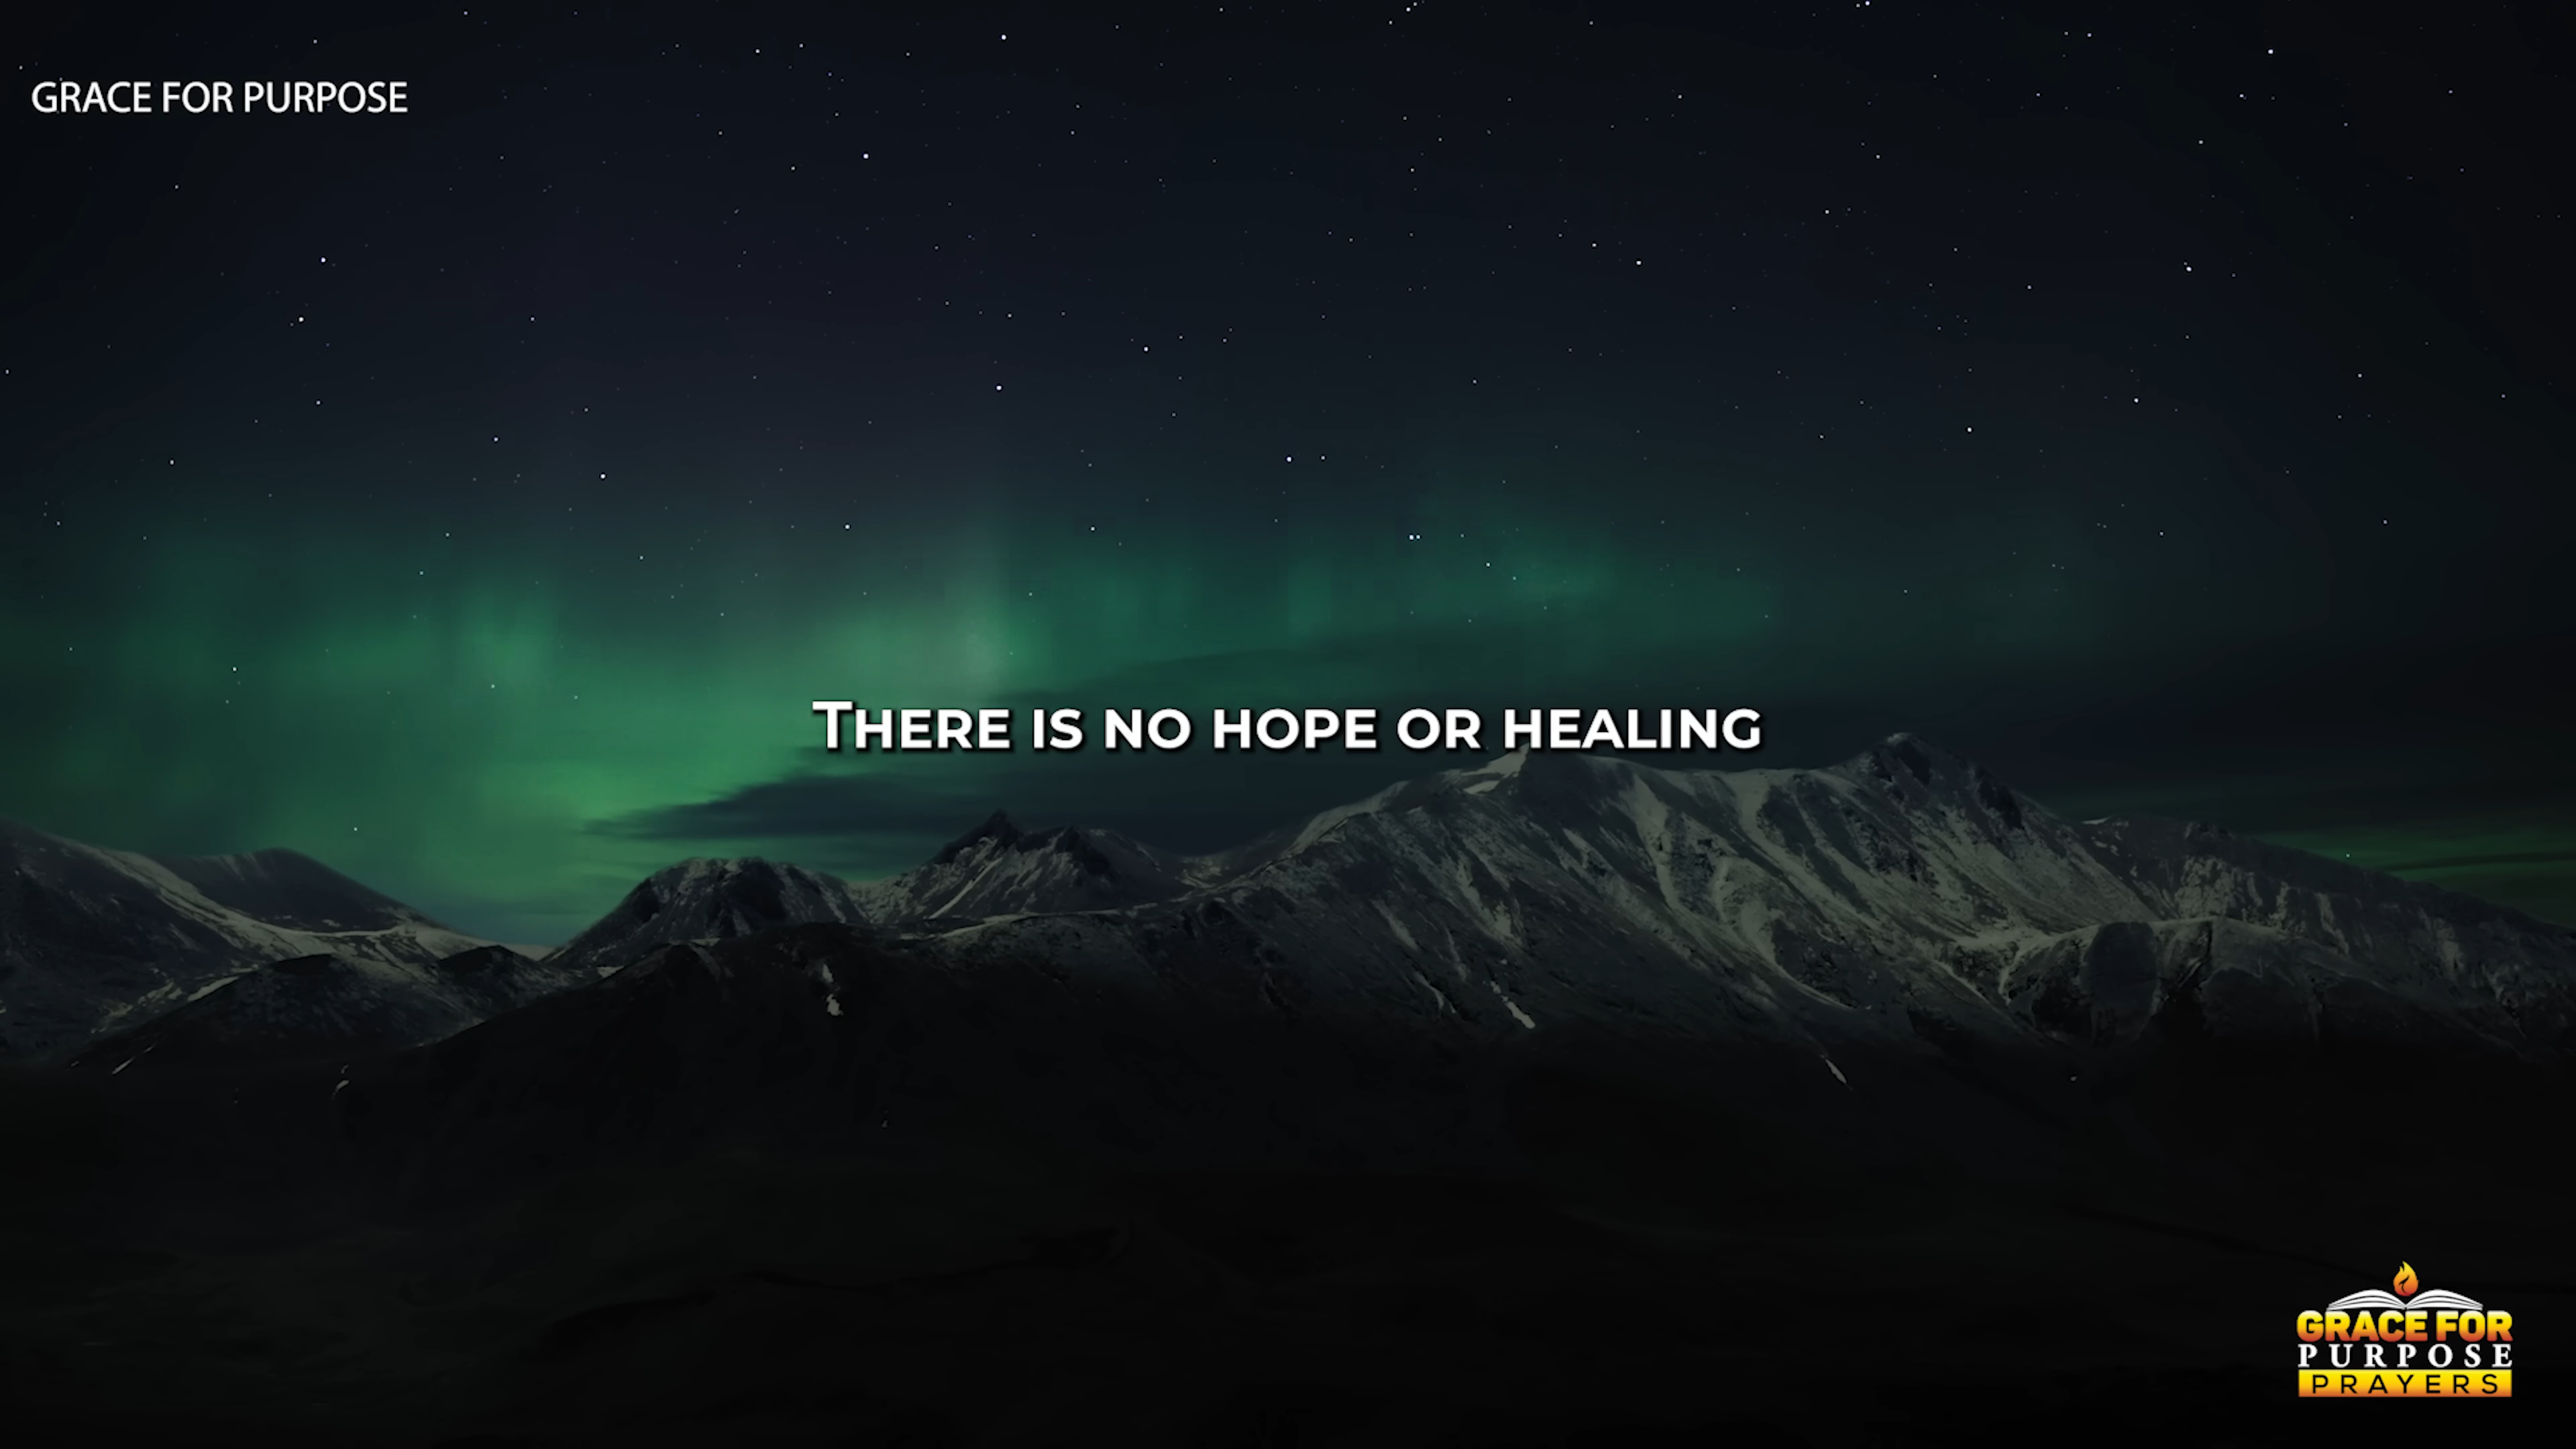 GRACE FOR PURPOSE
THERE IS NO HOPE OR HEALING
GRACE FOR
PURPOSE
PRAYERS